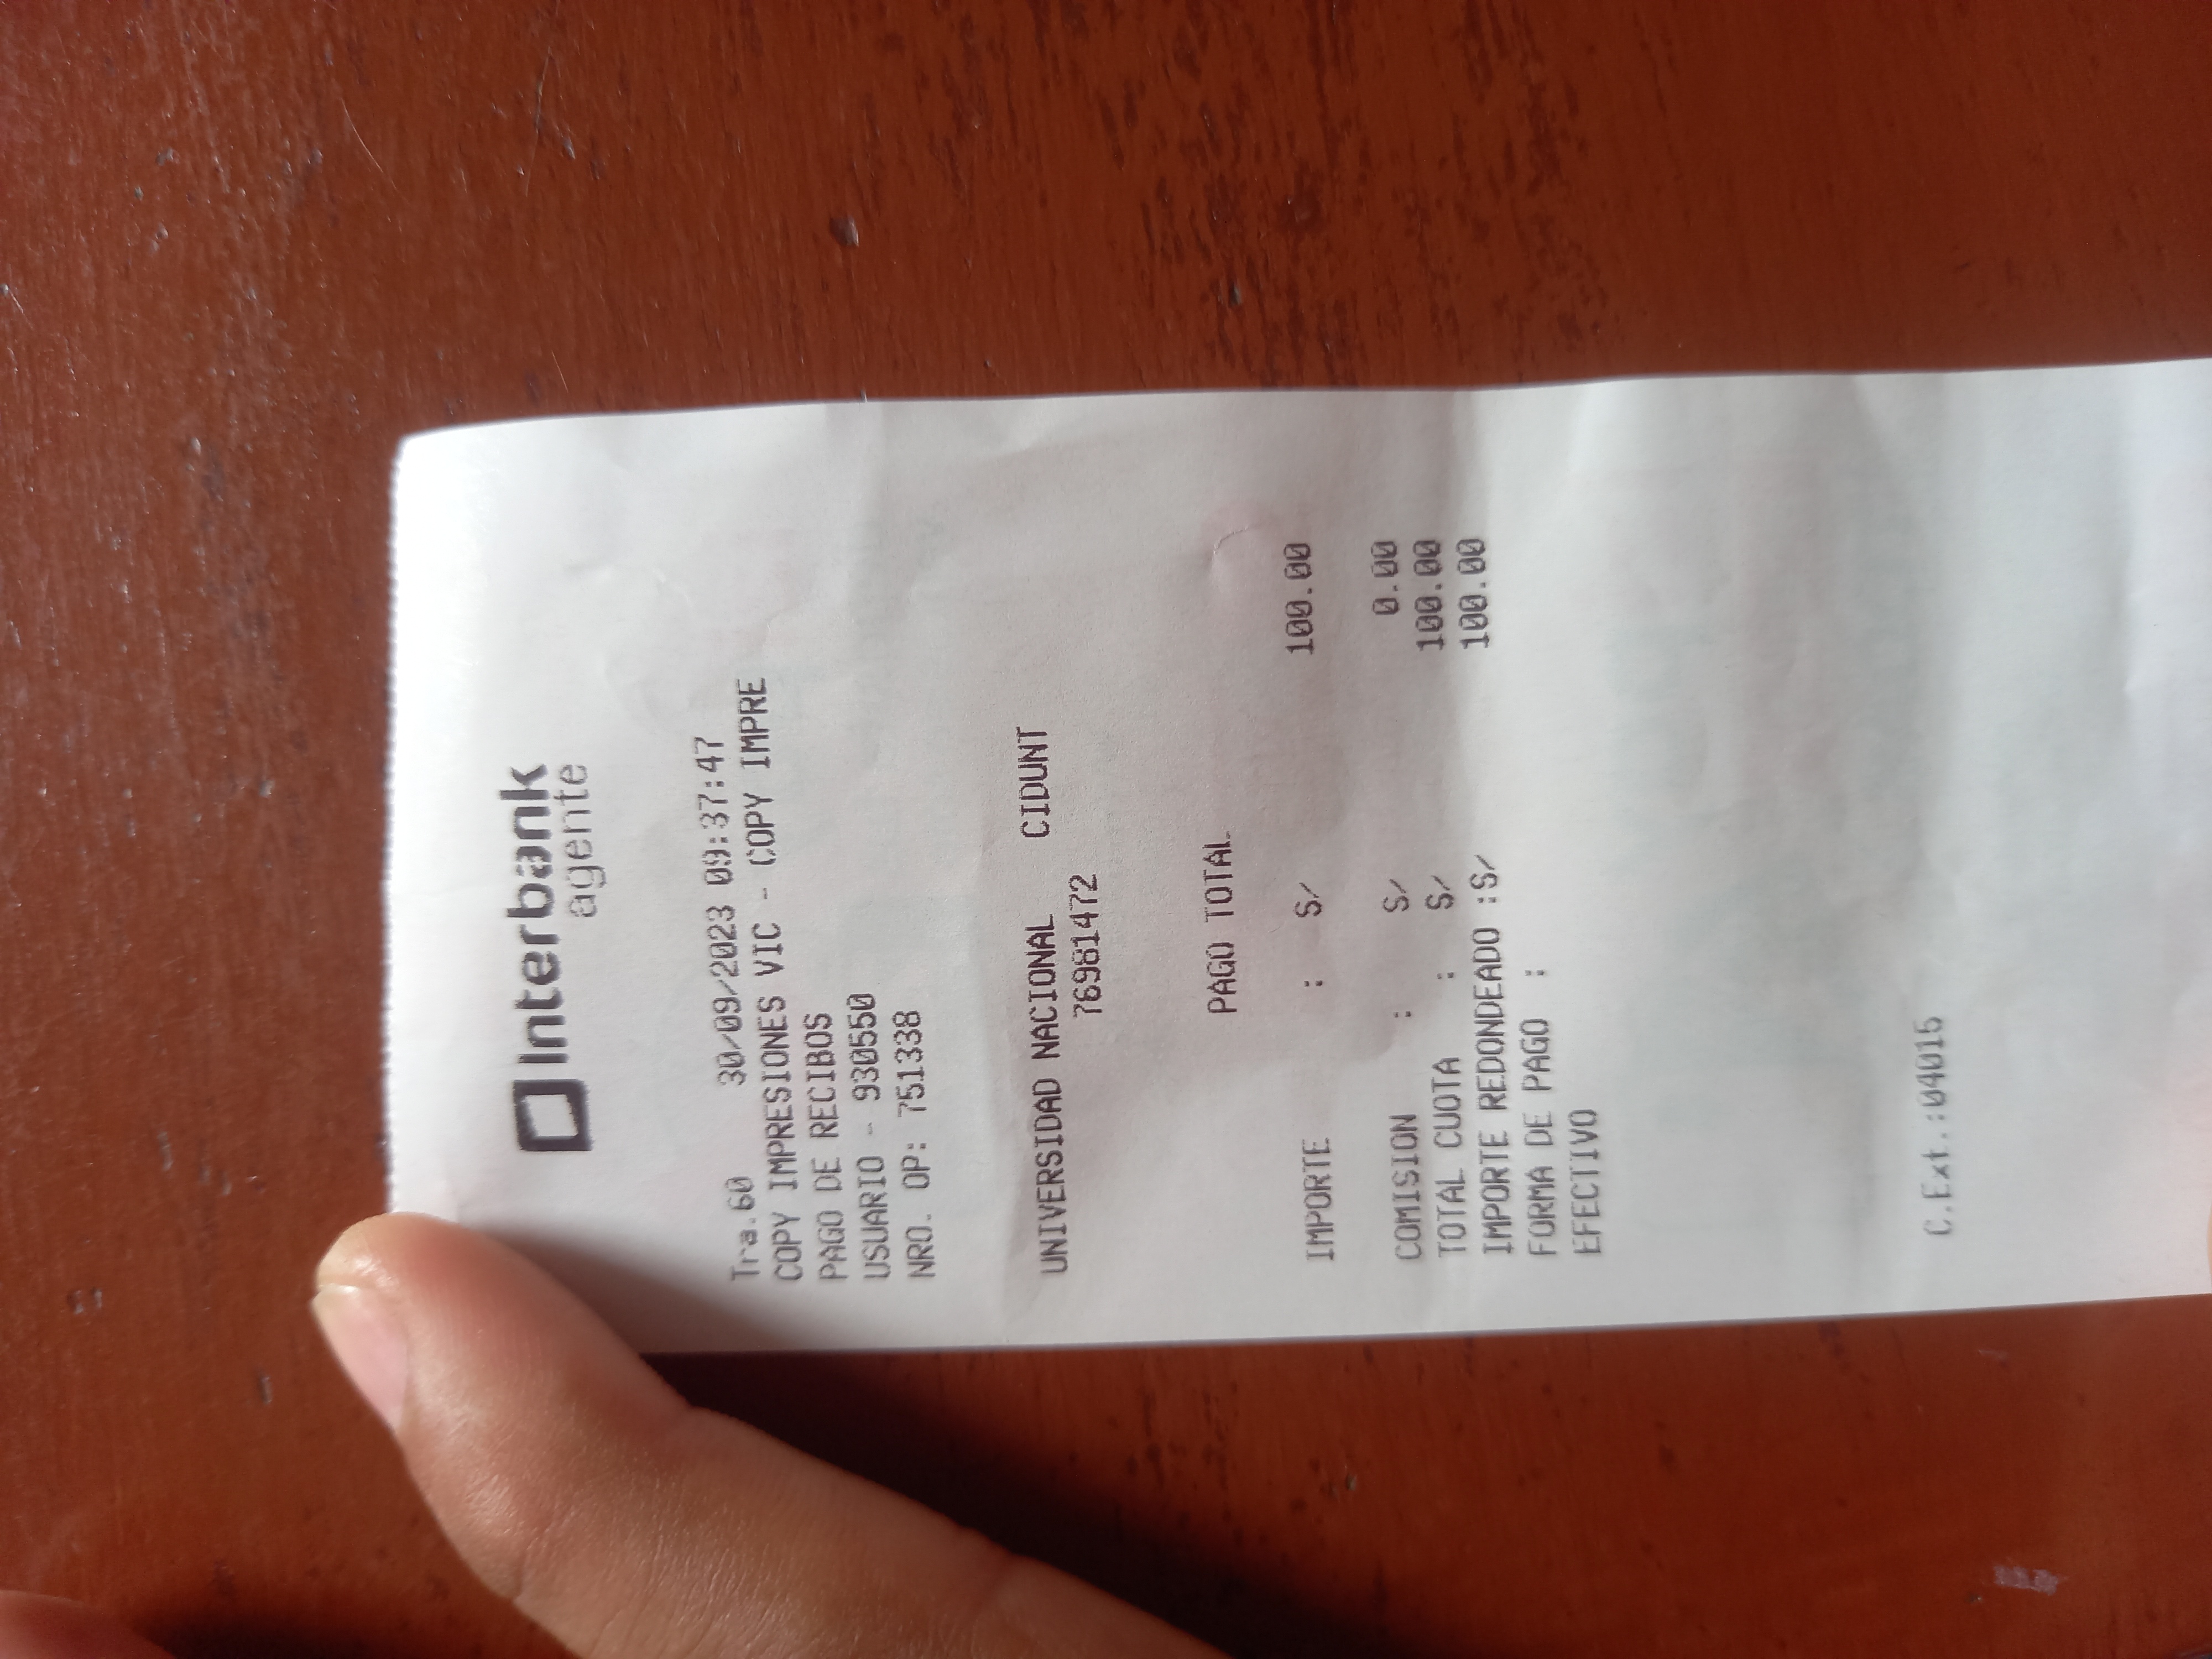 Interbank
agente
Tra.60 30/09/2023 09:37:47
COPY IMPRESIONES VIC - COPY IMPRE
PAGO DE RECIBOS
USUARIO - 930550
NRO. OP: 751338
UNIVERSIDAD NACIONAL CIDUNT
76981472
PAGO TOTAL
IMPORTE : S/ 100.00
COMISION : S/ 0.00
TOTAL CUOTA : S/ 100.00
IMPORTE REDONDEADO :S/ 100.00
FORMA DE PAGO :
EFECTIVO
C.Ext.:04015